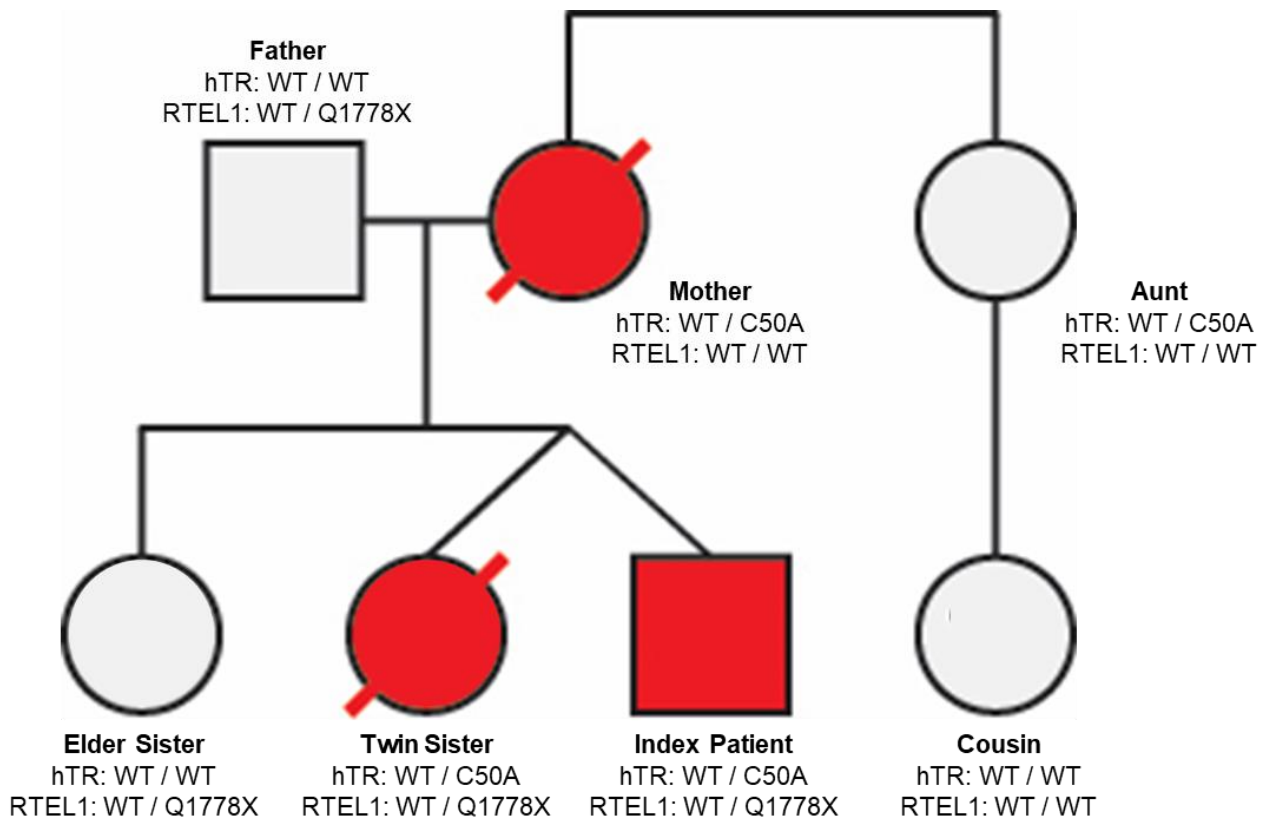 Father
hTR: WT / WT
RTEL1: WT / Q1778X
Mother
hTR: WT / C50A
RTEL1: WT / WT
Aunt
hTR: WT / C50A
RTEL1: WT / WT
Elder Sister
hTR: WT / WT
RTEL1: WT / Q1778X
Twin Sister
hTR: WT / C50A
RTEL1: WT / Q1778X
Index Patient
hTR: WT / C50A
RTEL1: WT / Q1778X
Cousin
hTR: WT / WT
RTEL1: WT / WT